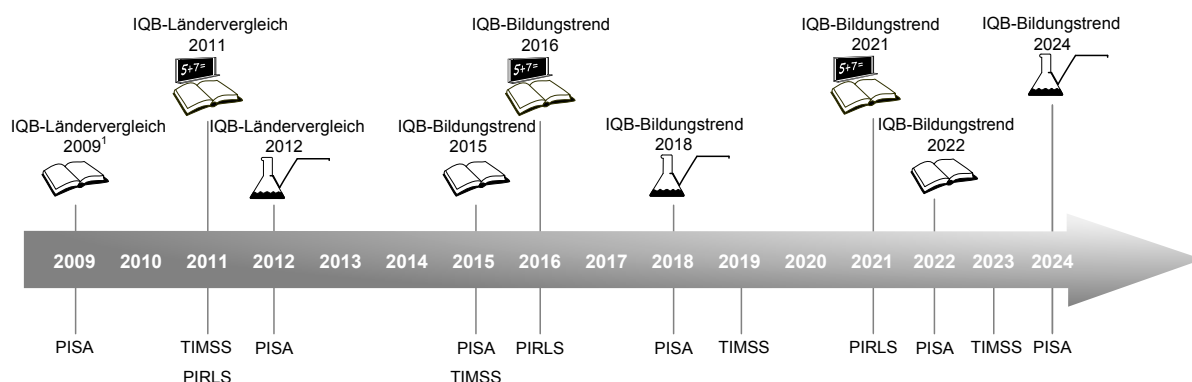 IQB-Ländervergleich
2011
5+7=
IQB-Bildungstrend
2016
5+7=
IQB-Bildungstrend
2021
5+7=
IQB-Bildungstrend
2024
IQB-Ländervergleich
2009¹
IQB-Ländervergleich
2012
IQB-Bildungstrend
2015
IQB-Bildungstrend
2018
IQB-Bildungstrend
2022
2009 2010 2011 2012 2013 2014 2015 2016 2017 2018 2019 2020 2021 2022 2023 2024
PISA TIMSS PISA PISA PIRLS PISA TIMSS PIRLS PISA TIMSS PISA
PIRLS TIMSS